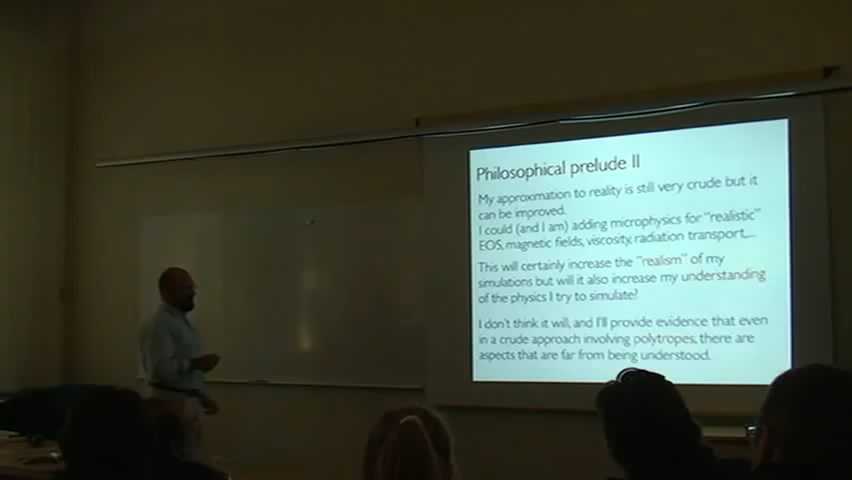 Philosophical prelude II
My approximation to reality is still very crude but it
can be improved.
I could (and I am) adding microphysics for "realistic"
EOS, magnetic fields, viscosity, radiation transport,...
This will certainly increase the "realism" of my
simulations but will it also increase my understanding
of the physics I try to simulate?
I don't think it will, and I'll provide evidence that even
in a crude approach involving polytropes, there are
aspects that are far from being understood.